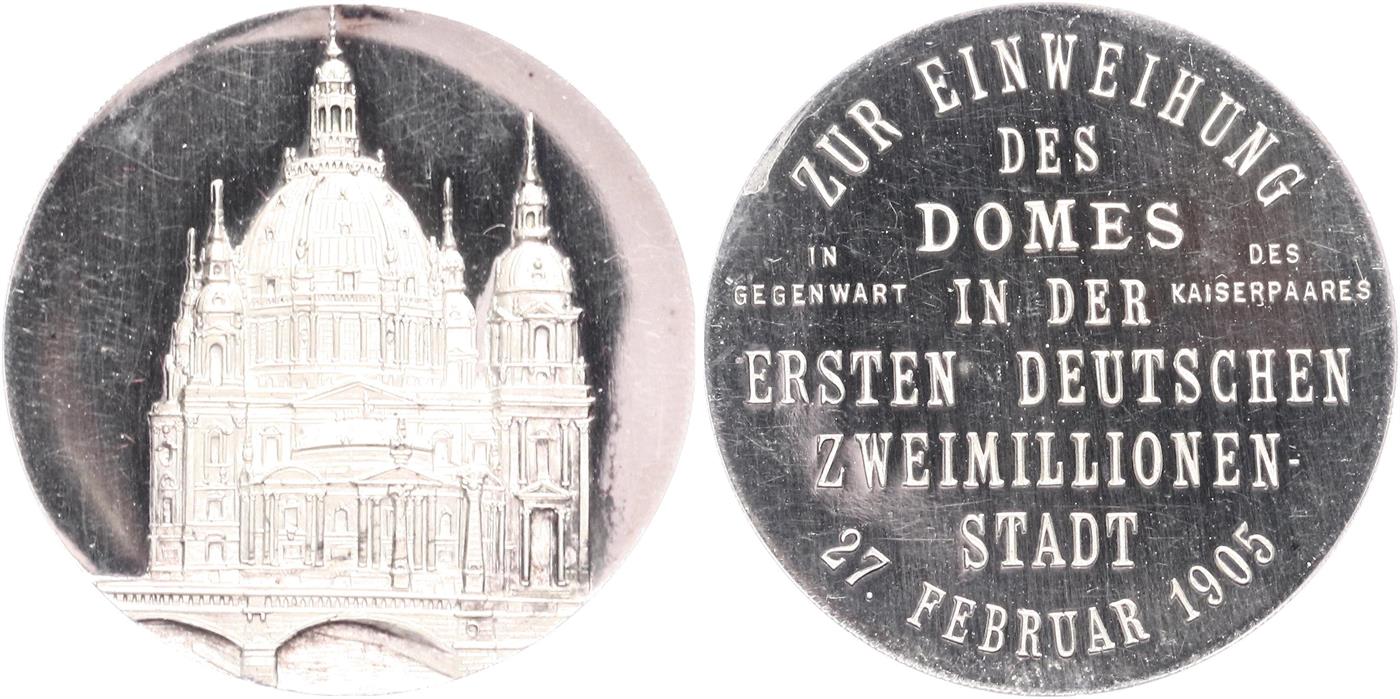 ZUR EINWEIHUNG
DES
DOMES
IN
GEGENWART
DES
KAISERPAARES
IN DER
ERSTEN DEUTSCHEN
ZWEIMILLIONEN-
STADT
27. FEBRUAR 1905